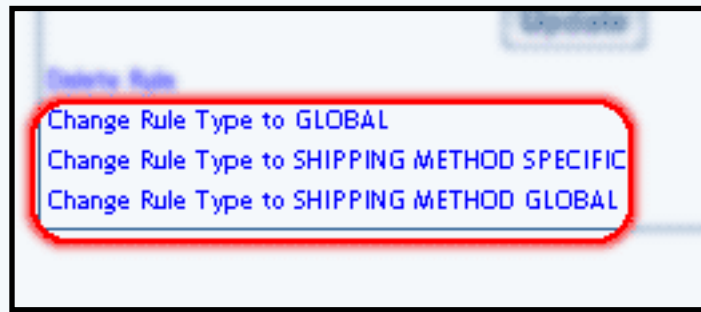 Update
Delete Rule
Change Rule Type to GLOBAL
Change Rule Type to SHIPPING METHOD SPECIFIC
Change Rule Type to SHIPPING METHOD GLOBAL